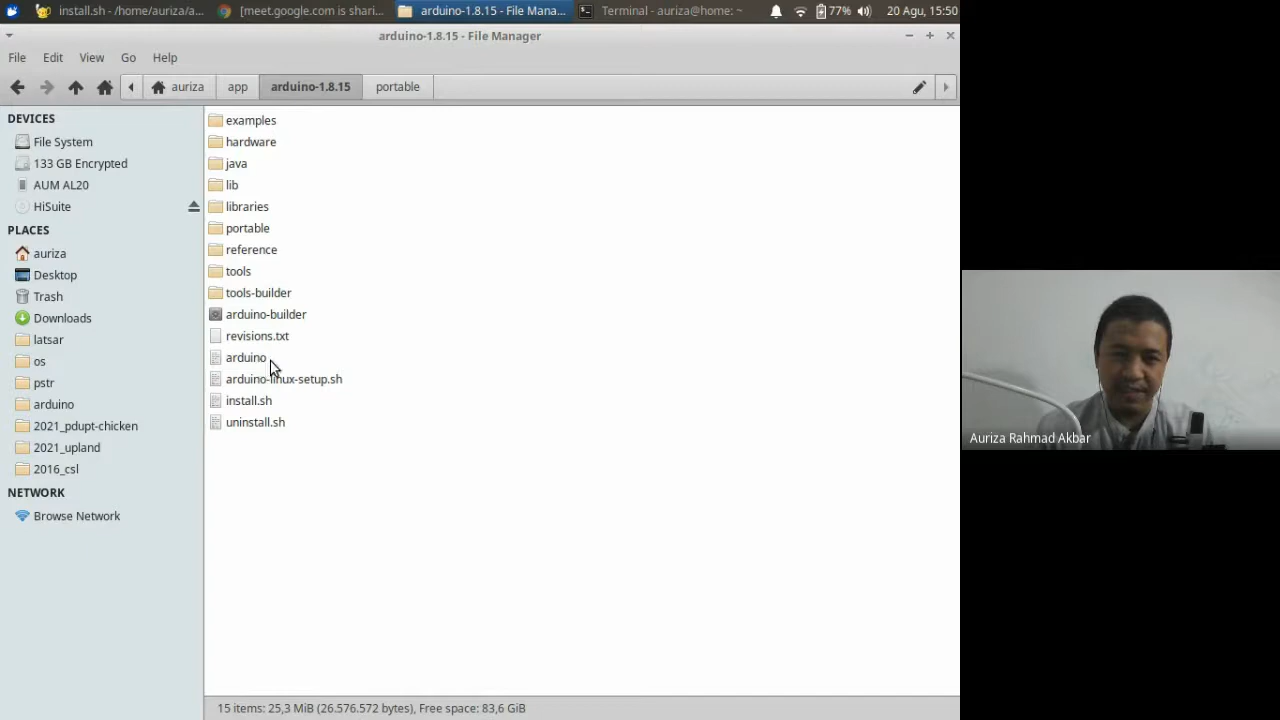 install.sh - /home/auriza/a...
[meet.google.com is shari...
arduino-1.8.15 - File Mana...
Terminal - auriza@home: ~
77%
20 Agu, 15:50
arduino-1.8.15 - File Manager
File Edit View Go Help
auriza app arduino-1.8.15 portable
DEVICES
File System
133 GB Encrypted
AUM AL20
HiSuite
PLACES
auriza
Desktop
Trash
Downloads
latsar
os
pstr
arduino
2021_pdupt-chicken
2021_upland
2016_csl
NETWORK
Browse Network
examples
hardware
java
lib
libraries
portable
reference
tools
tools-builder
arduino-builder
revisions.txt
arduino
arduino-linux-setup.sh
install.sh
uninstall.sh
15 items: 25,3 MiB (26.576.572 bytes), Free space: 83,6 GiB
Auriza Rahmad Akbar